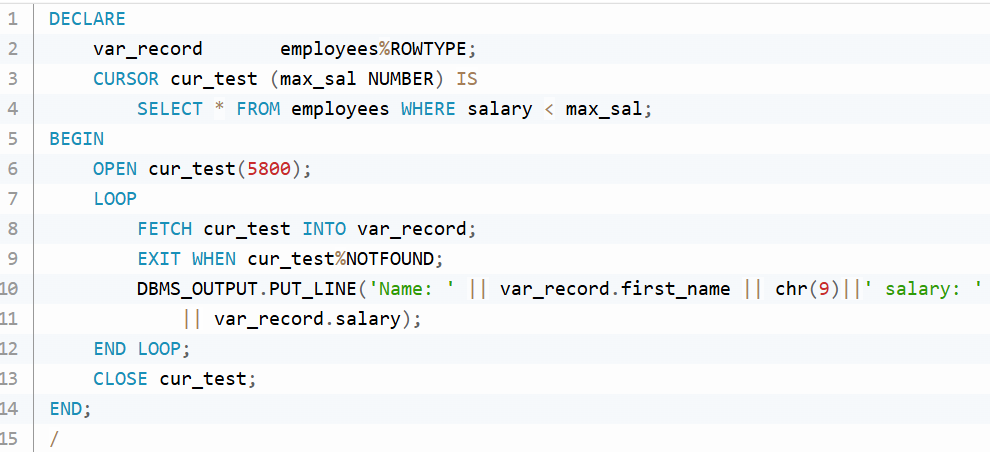 1 DECLARE
2     var_record       employees%ROWTYPE;
3     CURSOR cur_test (max_sal NUMBER) IS
4         SELECT * FROM employees WHERE salary < max_sal;
5 BEGIN
6     OPEN cur_test(5800);
7     LOOP
8         FETCH cur_test INTO var_record;
9         EXIT WHEN cur_test%NOTFOUND;
10         DBMS_OUTPUT.PUT_LINE('Name: ' || var_record.first_name || chr(9)||' salary: '
11             || var_record.salary);
12     END LOOP;
13     CLOSE cur_test;
14 END;
15 /